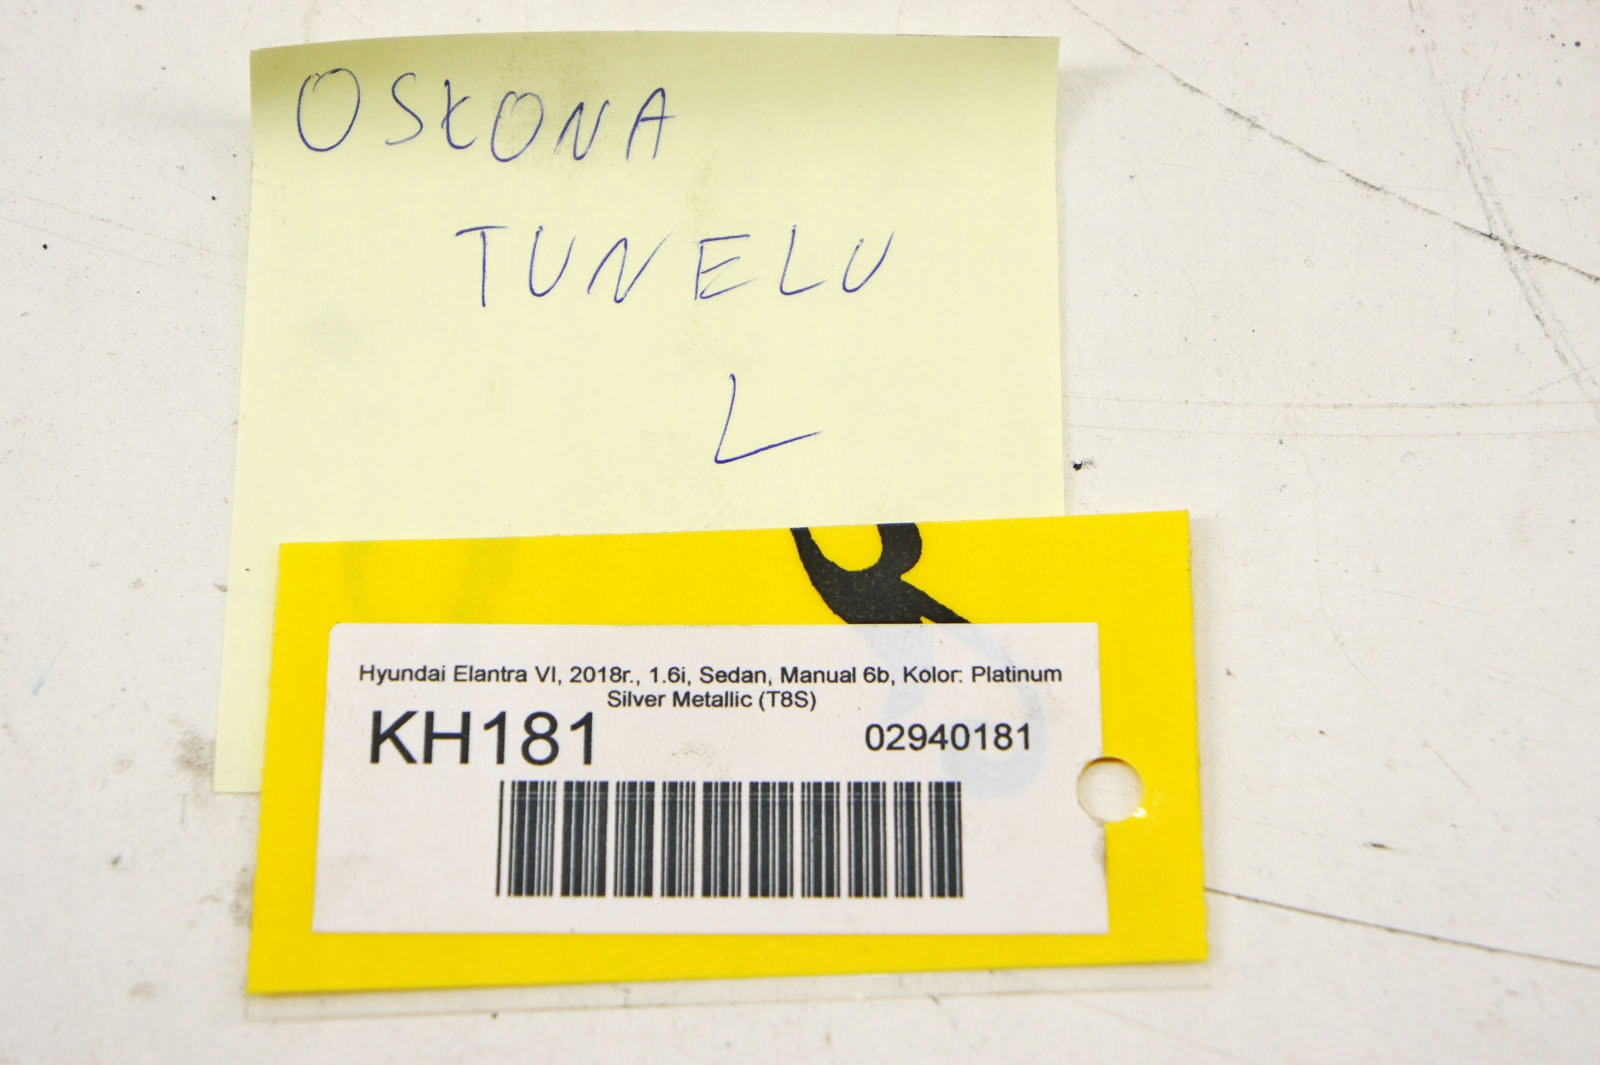 OSŁONA
TUNELU
L
Hyundai Elantra VI, 2018r., 1.6i, Sedan, Manual 6b, Kolor: Platinum
Silver Metallic (T8S)
KH181 02940181